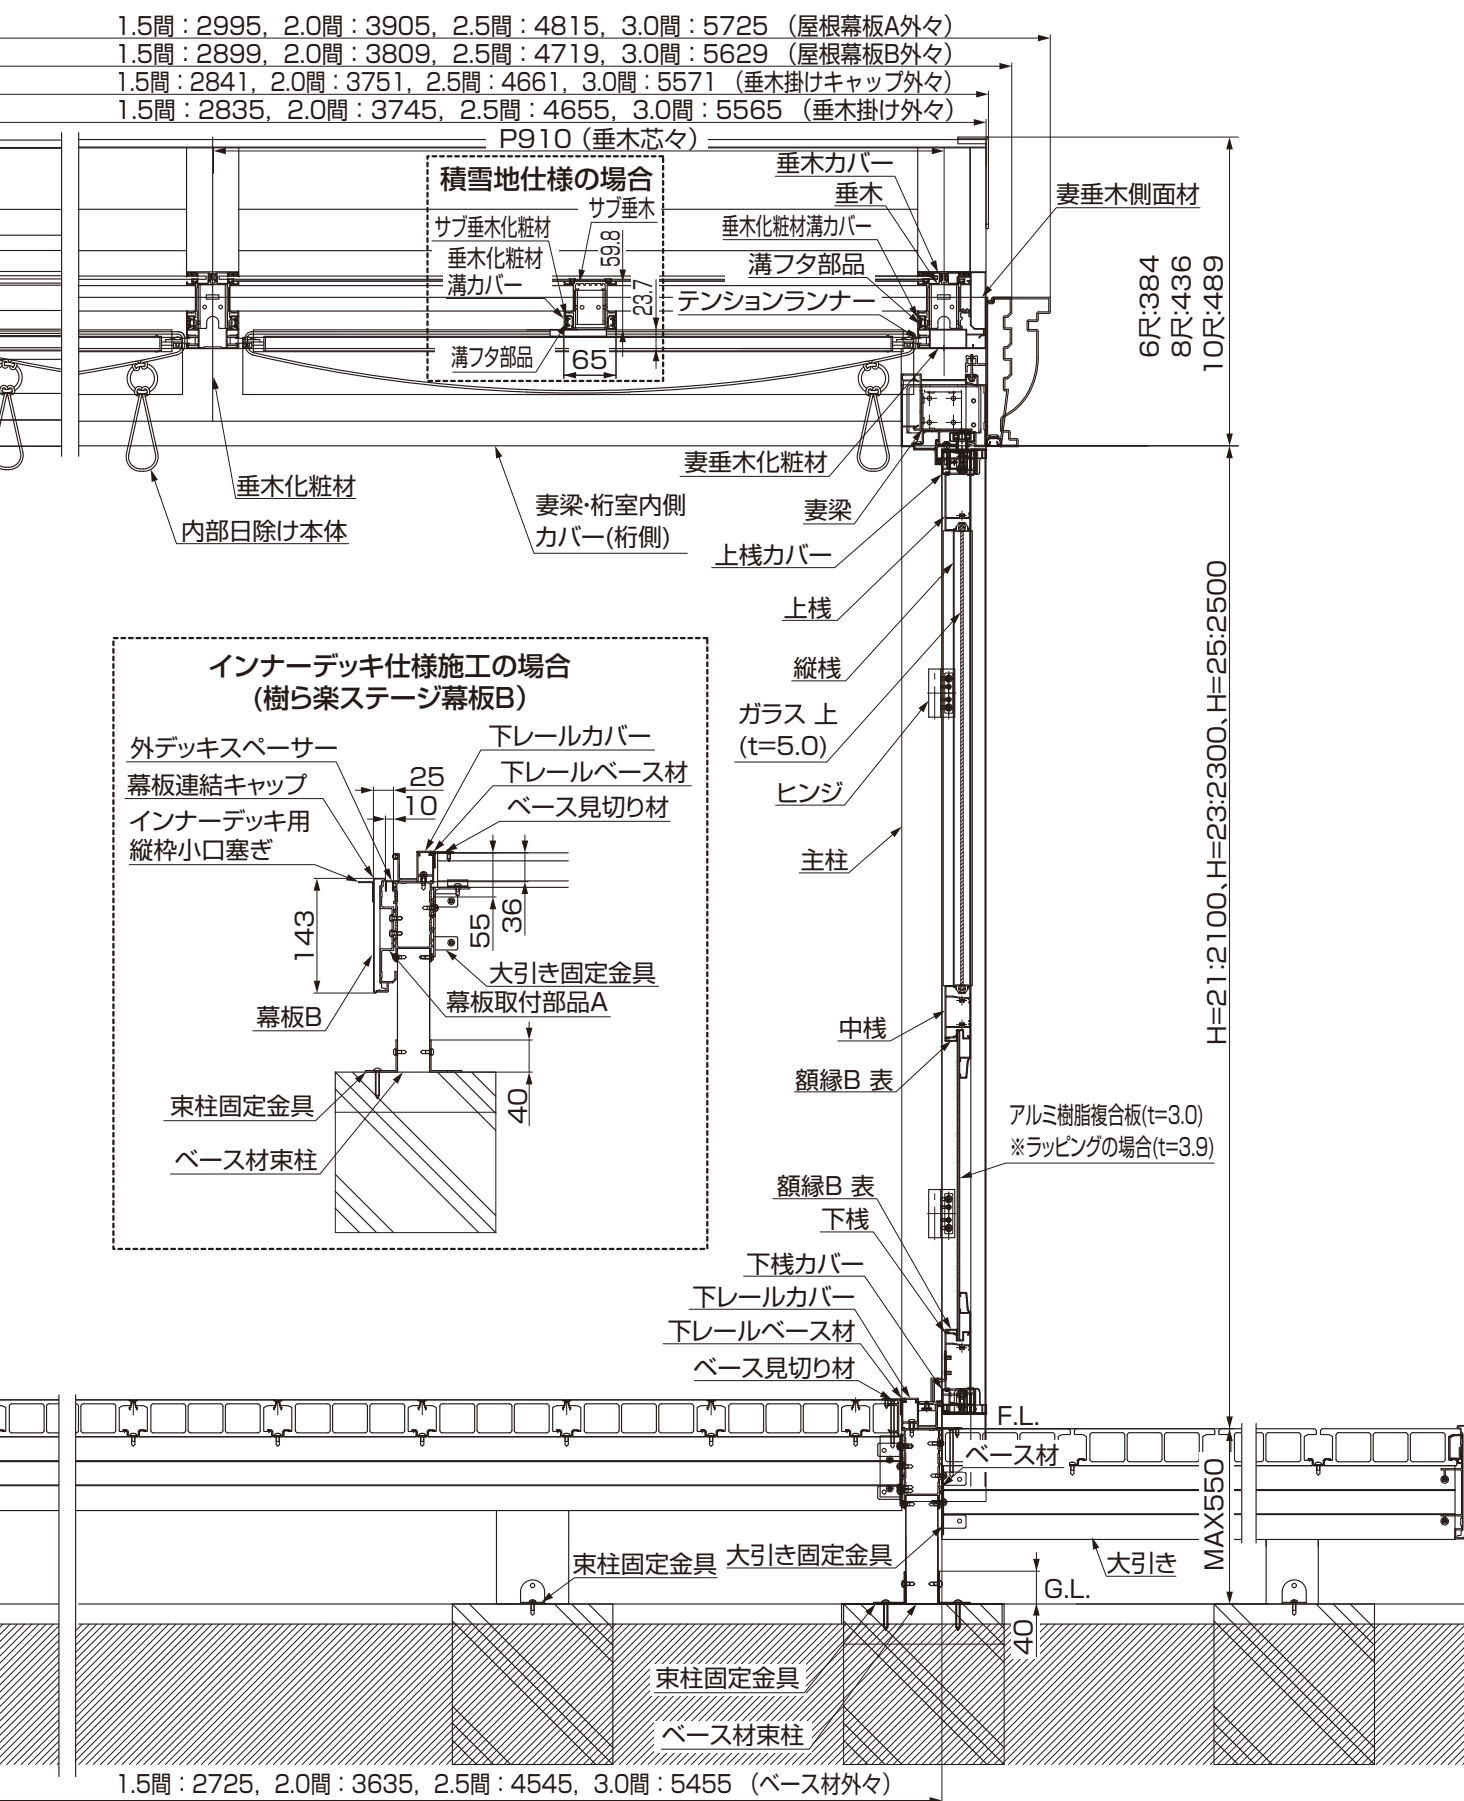 1.5間：2995，2.0間：3905，2.5間：4815，3.0間：5725 （屋根幕板A外々）
1.5間：2899，2.0間：3809，2.5間：4719，3.0間：5629 （屋根幕板B外々）
1.5間：2841，2.0間：3751，2.5間：4661，3.0間：5571 （垂木掛けキャップ外々）
1.5間：2835，2.0間：3745，2.5間：4655，3.0間：5565 （垂木掛け外々）
P910（垂木芯々）
積雪地仕様の場合
サブ垂木
サブ垂木化粧材
垂木化粧材
溝カバー
溝フタ部品
59.8
23.7
65
垂木カバー
垂木
垂木化粧材溝カバー
溝フタ部品
テンションランナー
妻垂木側面材
6尺:384
8尺:436
10尺:489
垂木化粧材
内部日除け本体
妻梁・桁室内側
カバー(桁側)
妻垂木化粧材
妻梁
上桟カバー
上桟
縦桟
ガラス 上
(t=5.0)
ヒンジ
主柱
H=21:2100、H=23:2300、H=25:2500
インナーデッキ仕様施工の場合
(樹ら楽ステージ幕板B)
外デッキスペーサー
幕板連結キャップ
インナーデッキ用
縦枠小口塞ぎ
下レールカバー
下レールベース材
ベース見切り材
25
10
143
55
36
大引き固定金具
幕板取付部品A
幕板B
40
束柱固定金具
ベース材束柱
中桟
額縁B 表
アルミ樹脂複合板(t=3.0)
※ラッピングの場合(t=3.9)
額縁B 表
下桟
下桟カバー
下レールカバー
下レールベース材
ベース見切り材
F.L.
ベース材
MAX550
大引き
束柱固定金具
大引き固定金具
G.L.
40
束柱固定金具
ベース材束柱
1.5間：2725，2.0間：3635，2.5間：4545，3.0間：5455 （ベース材外々）